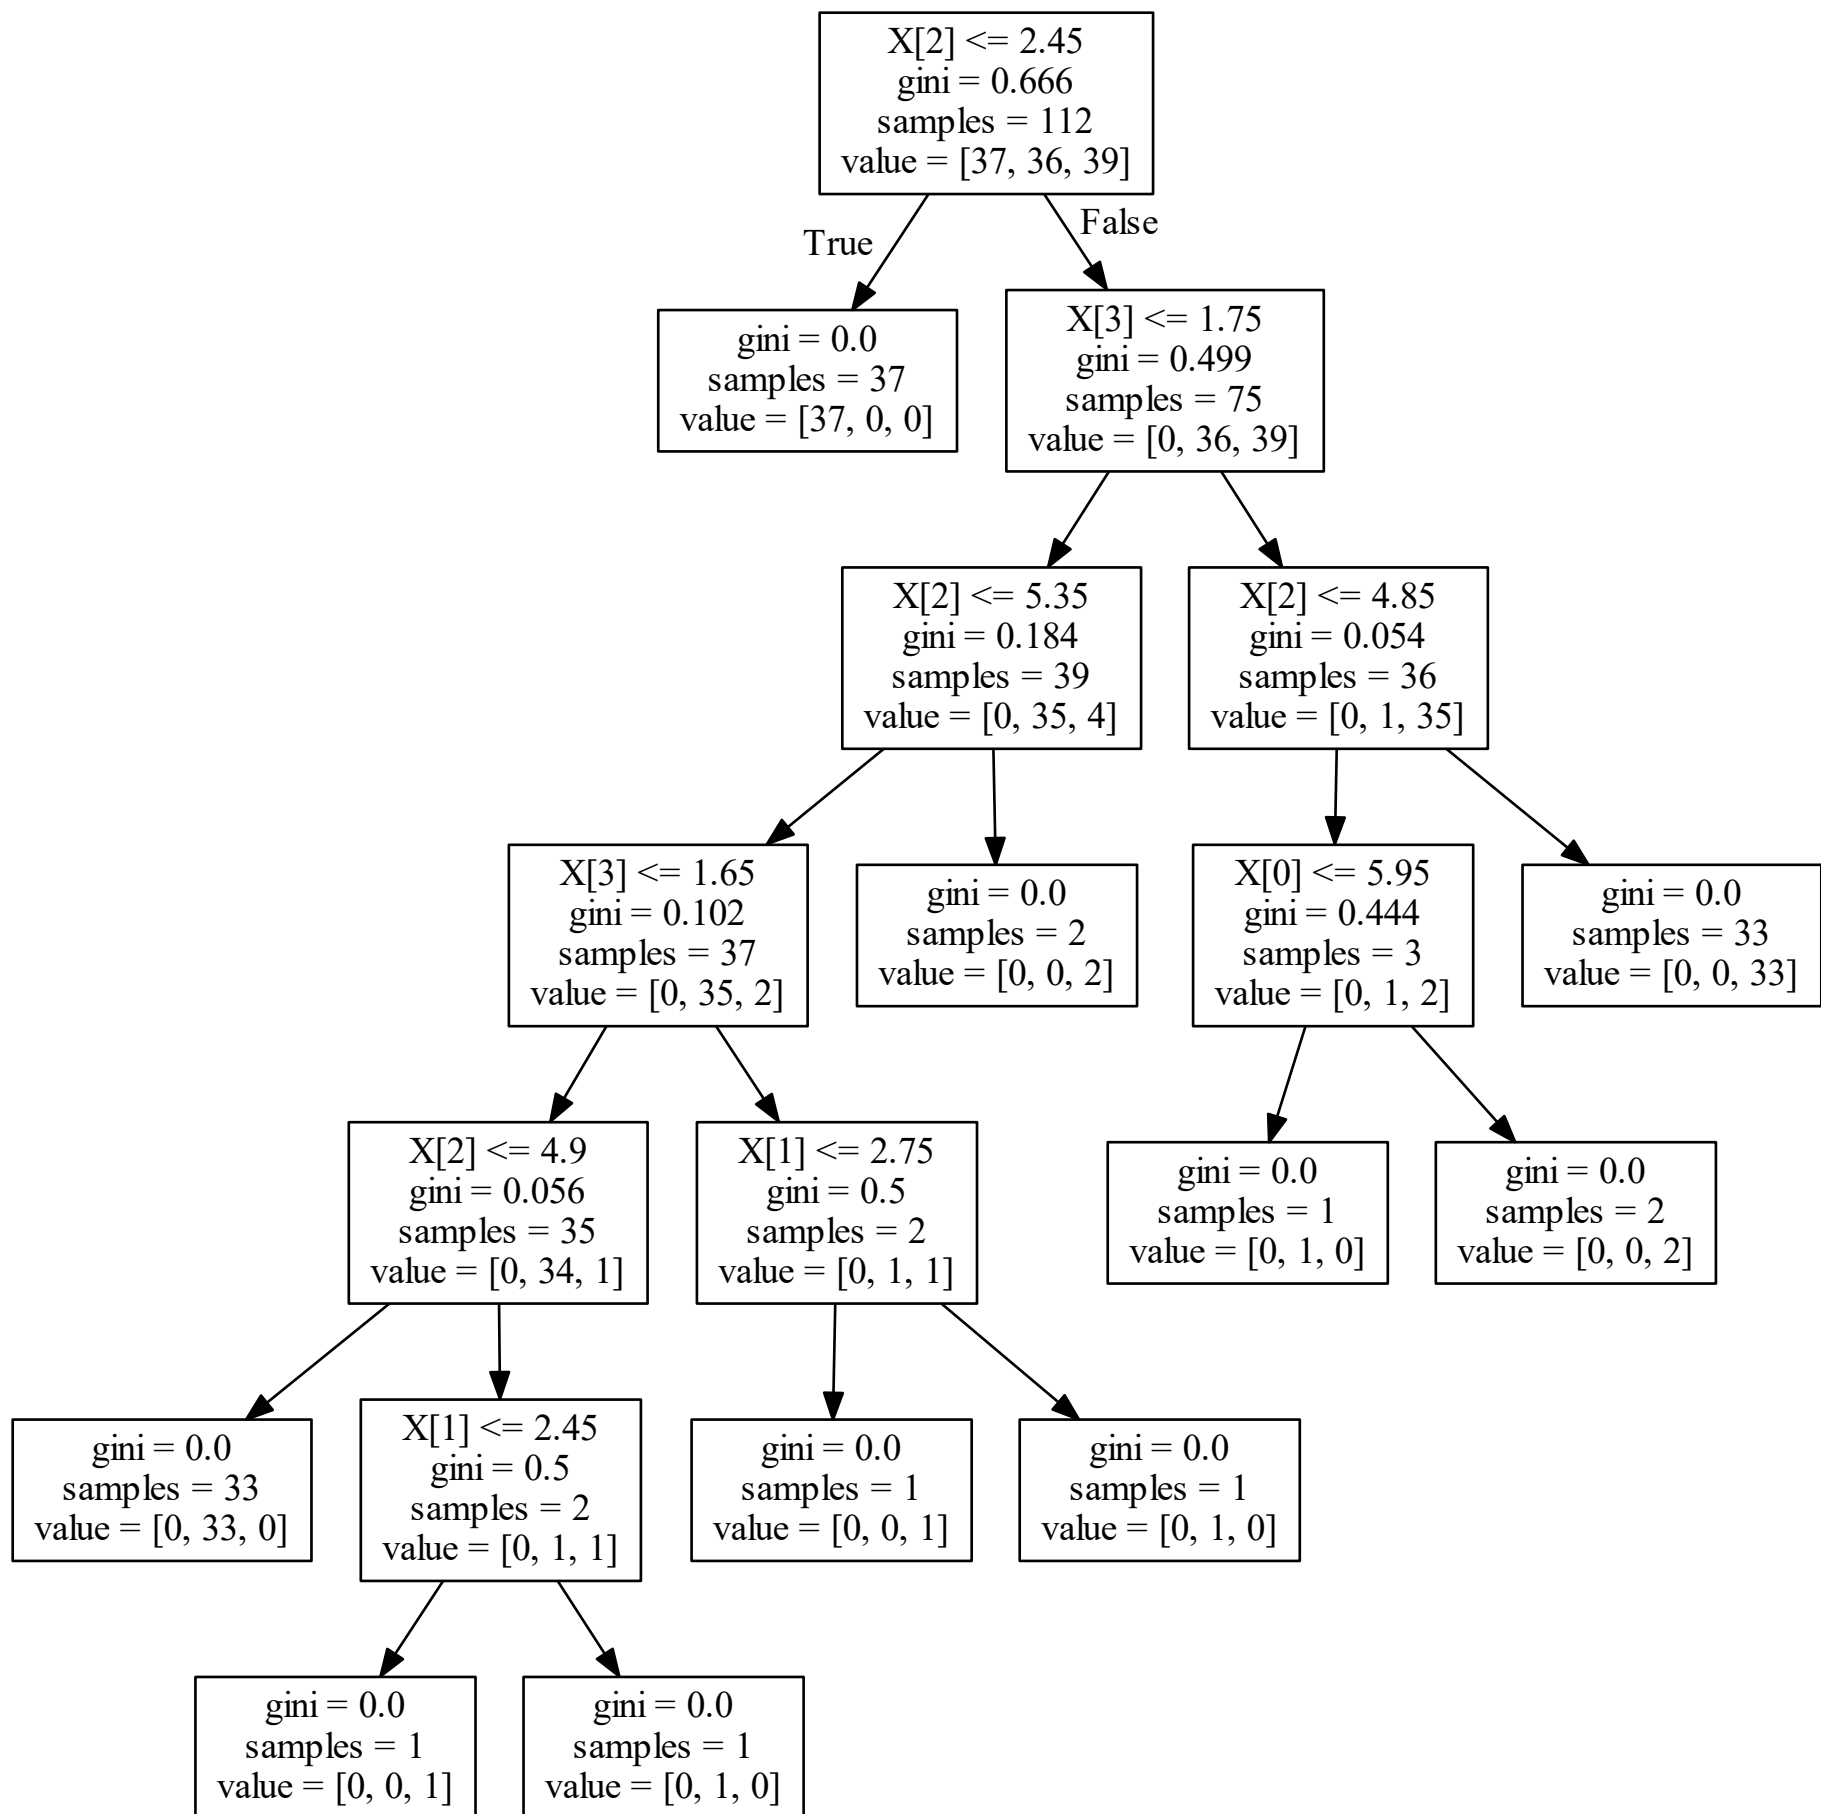 X[2] <= 2.45
gini = 0.666
samples = 112
value = [37, 36, 39]
True
False
gini = 0.0
samples = 37
value = [37, 0, 0]
X[3] <= 1.75
gini = 0.499
samples = 75
value = [0, 36, 39]
X[2] <= 5.35
gini = 0.184
samples = 39
value = [0, 35, 4]
X[2] <= 4.85
gini = 0.054
samples = 36
value = [0, 1, 35]
X[3] <= 1.65
gini = 0.102
samples = 37
value = [0, 35, 2]
gini = 0.0
samples = 2
value = [0, 0, 2]
X[0] <= 5.95
gini = 0.444
samples = 3
value = [0, 1, 2]
gini = 0.0
samples = 33
value = [0, 0, 33]
X[2] <= 4.9
gini = 0.056
samples = 35
value = [0, 34, 1]
X[1] <= 2.75
gini = 0.5
samples = 2
value = [0, 1, 1]
gini = 0.0
samples = 1
value = [0, 1, 0]
gini = 0.0
samples = 2
value = [0, 0, 2]
gini = 0.0
samples = 33
value = [0, 33, 0]
X[1] <= 2.45
gini = 0.5
samples = 2
value = [0, 1, 1]
gini = 0.0
samples = 1
value = [0, 0, 1]
gini = 0.0
samples = 1
value = [0, 1, 0]
gini = 0.0
samples = 1
value = [0, 0, 1]
gini = 0.0
samples = 1
value = [0, 1, 0]